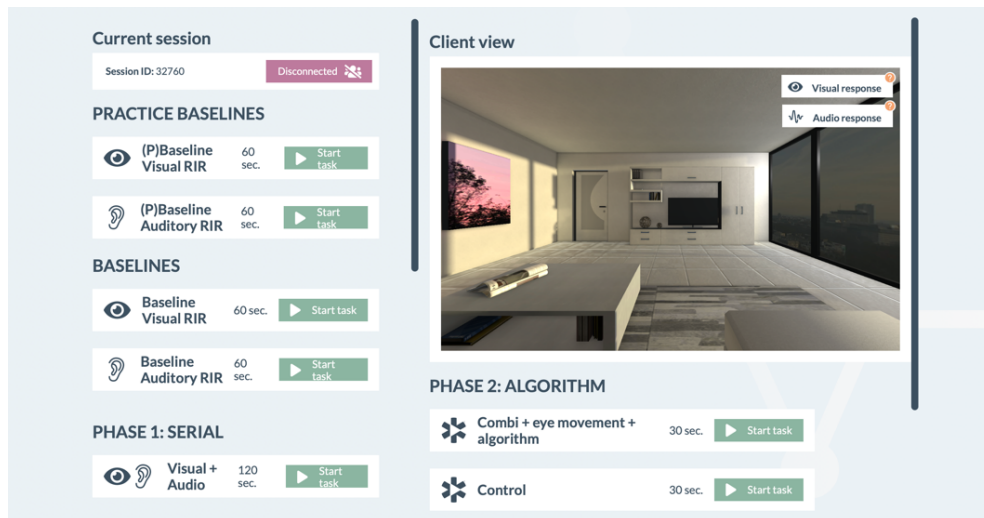 Current session
Session ID: 32760
Disconnected
PRACTICE BASELINES
(P)Baseline
Visual RIR
60
sec.
Start
task
(P)Baseline
Auditory RIR
60
sec.
Start
task
BASELINES
Baseline
Visual RIR
60 sec.
Start task
Baseline
Auditory RIR
60
sec.
Start
task
PHASE 1: SERIAL
Visual +
Audio
120
sec.
Start
task
Client view
Visual response
?
Audio response
?
PHASE 2: ALGORITHM
Combi + eye movement +
algorithm
30 sec.
Start task
Control
30 sec.
Start task